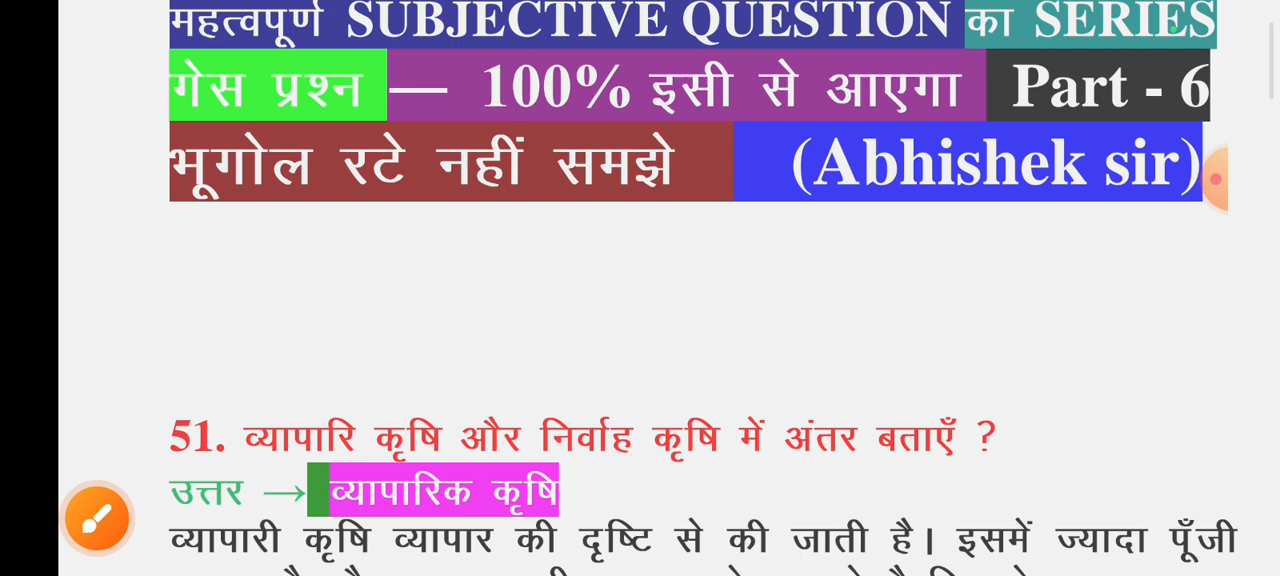 महत्वपूर्ण SUBJECTIVE QUESTION का SERIES
गेस प्रश्न — 100% इसी से आएगा Part - 6
भूगोल रटे नहीं समझे (Abhishek sir)
51. व्यापारि कृषि और निर्वाह कृषि में अंतर बताएँ ?
उत्तर → व्यापारिक कृषि
व्यापारी कृषि व्यापार की दृष्टि से की जाती है। इसमें ज्यादा पूँजी